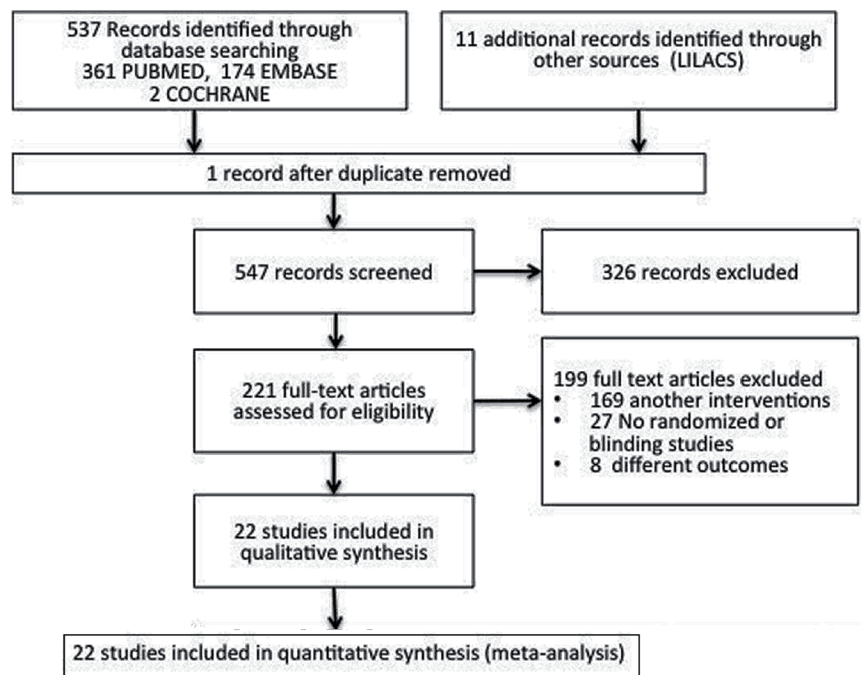 537 Records identified through
database searching
361 PUBMED, 174 EMBASE
2 COCHRANE
11 additional records identified through
other sources (LILACS)
1 record after duplicate removed
547 records screened
326 records excluded
221 full-text articles
assessed for eligibility
199 full text articles excluded
• 169 another interventions
• 27 No randomized or
blinding studies
• 8 different outcomes
22 studies included in
qualitative synthesis
22 studies included in quantitative synthesis (meta-analysis)